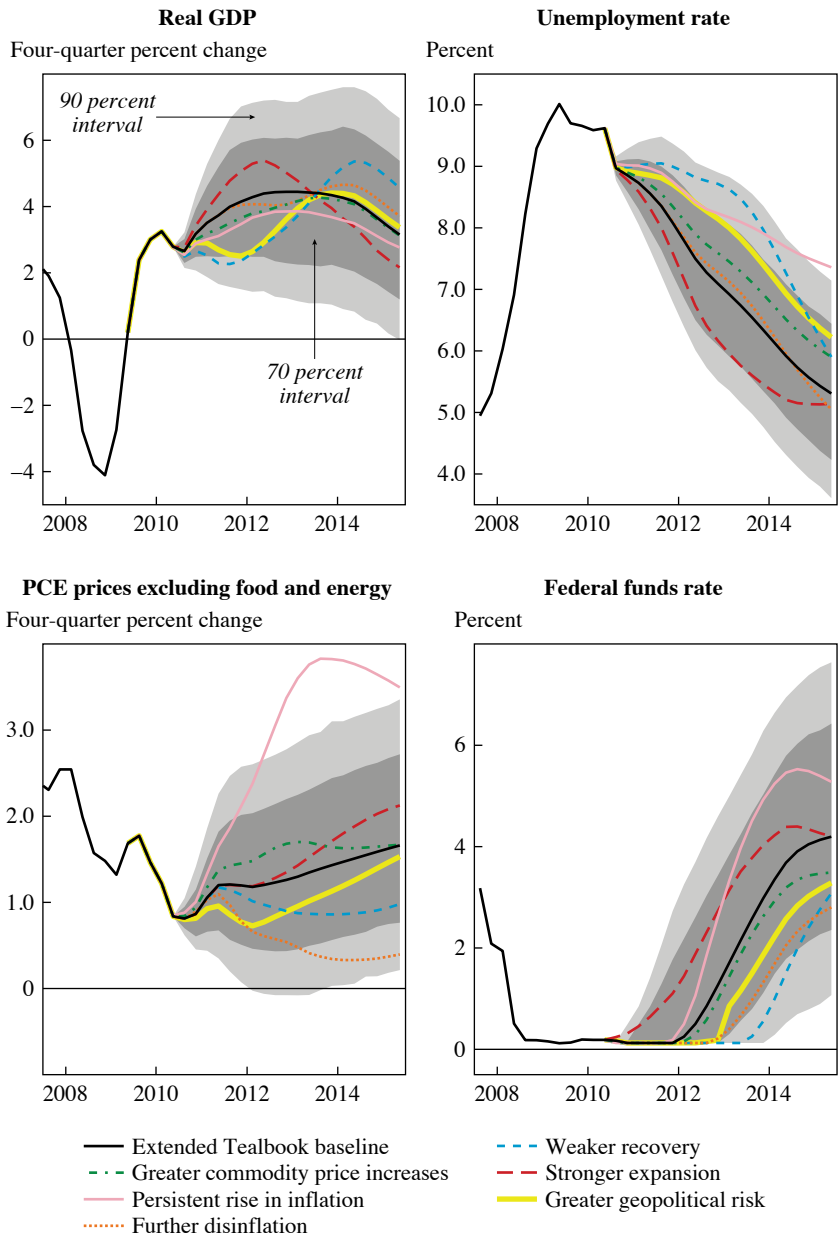 Real GDP
Four-quarter percent change
90 percent
interval
6
4
2
0
−2
−4
70 percent
interval
2008
2010
2012
2014
Unemployment rate
Percent
10.0
9.0
8.0
7.0
6.0
5.0
4.0
2008
2010
2012
2014
PCE prices excluding food and energy
Four-quarter percent change
3.0
2.0
1.0
0
2008
2010
2012
2014
Federal funds rate
Percent
6
4
2
0
2008
2010
2012
2014
Extended Tealbook baseline
Greater commodity price increases
Persistent rise in inflation
Further disinflation
Weaker recovery
Stronger expansion
Greater geopolitical risk